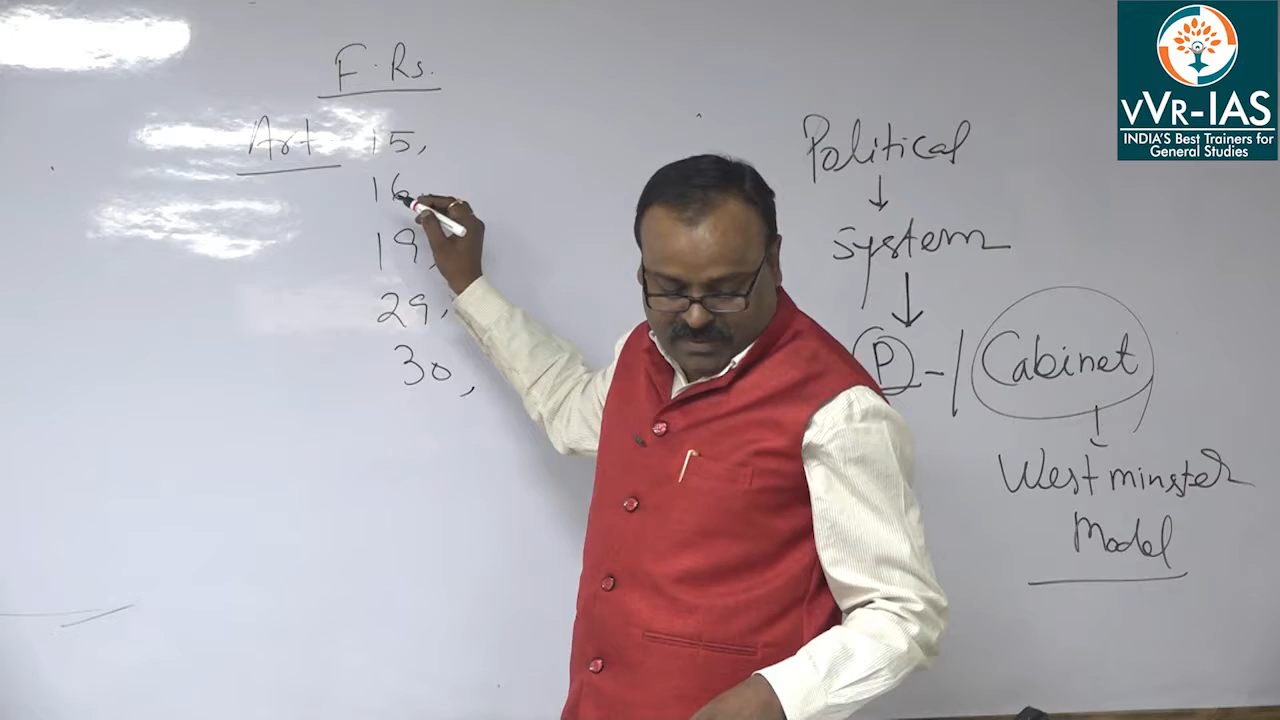 F.Rs.
Art 15,
16
19,
29,
30,
Political
↓
System
↓
P - / Cabinet
↓
Westminster
Model
vVR-IAS
INDIA'S Best Trainers for
General Studies